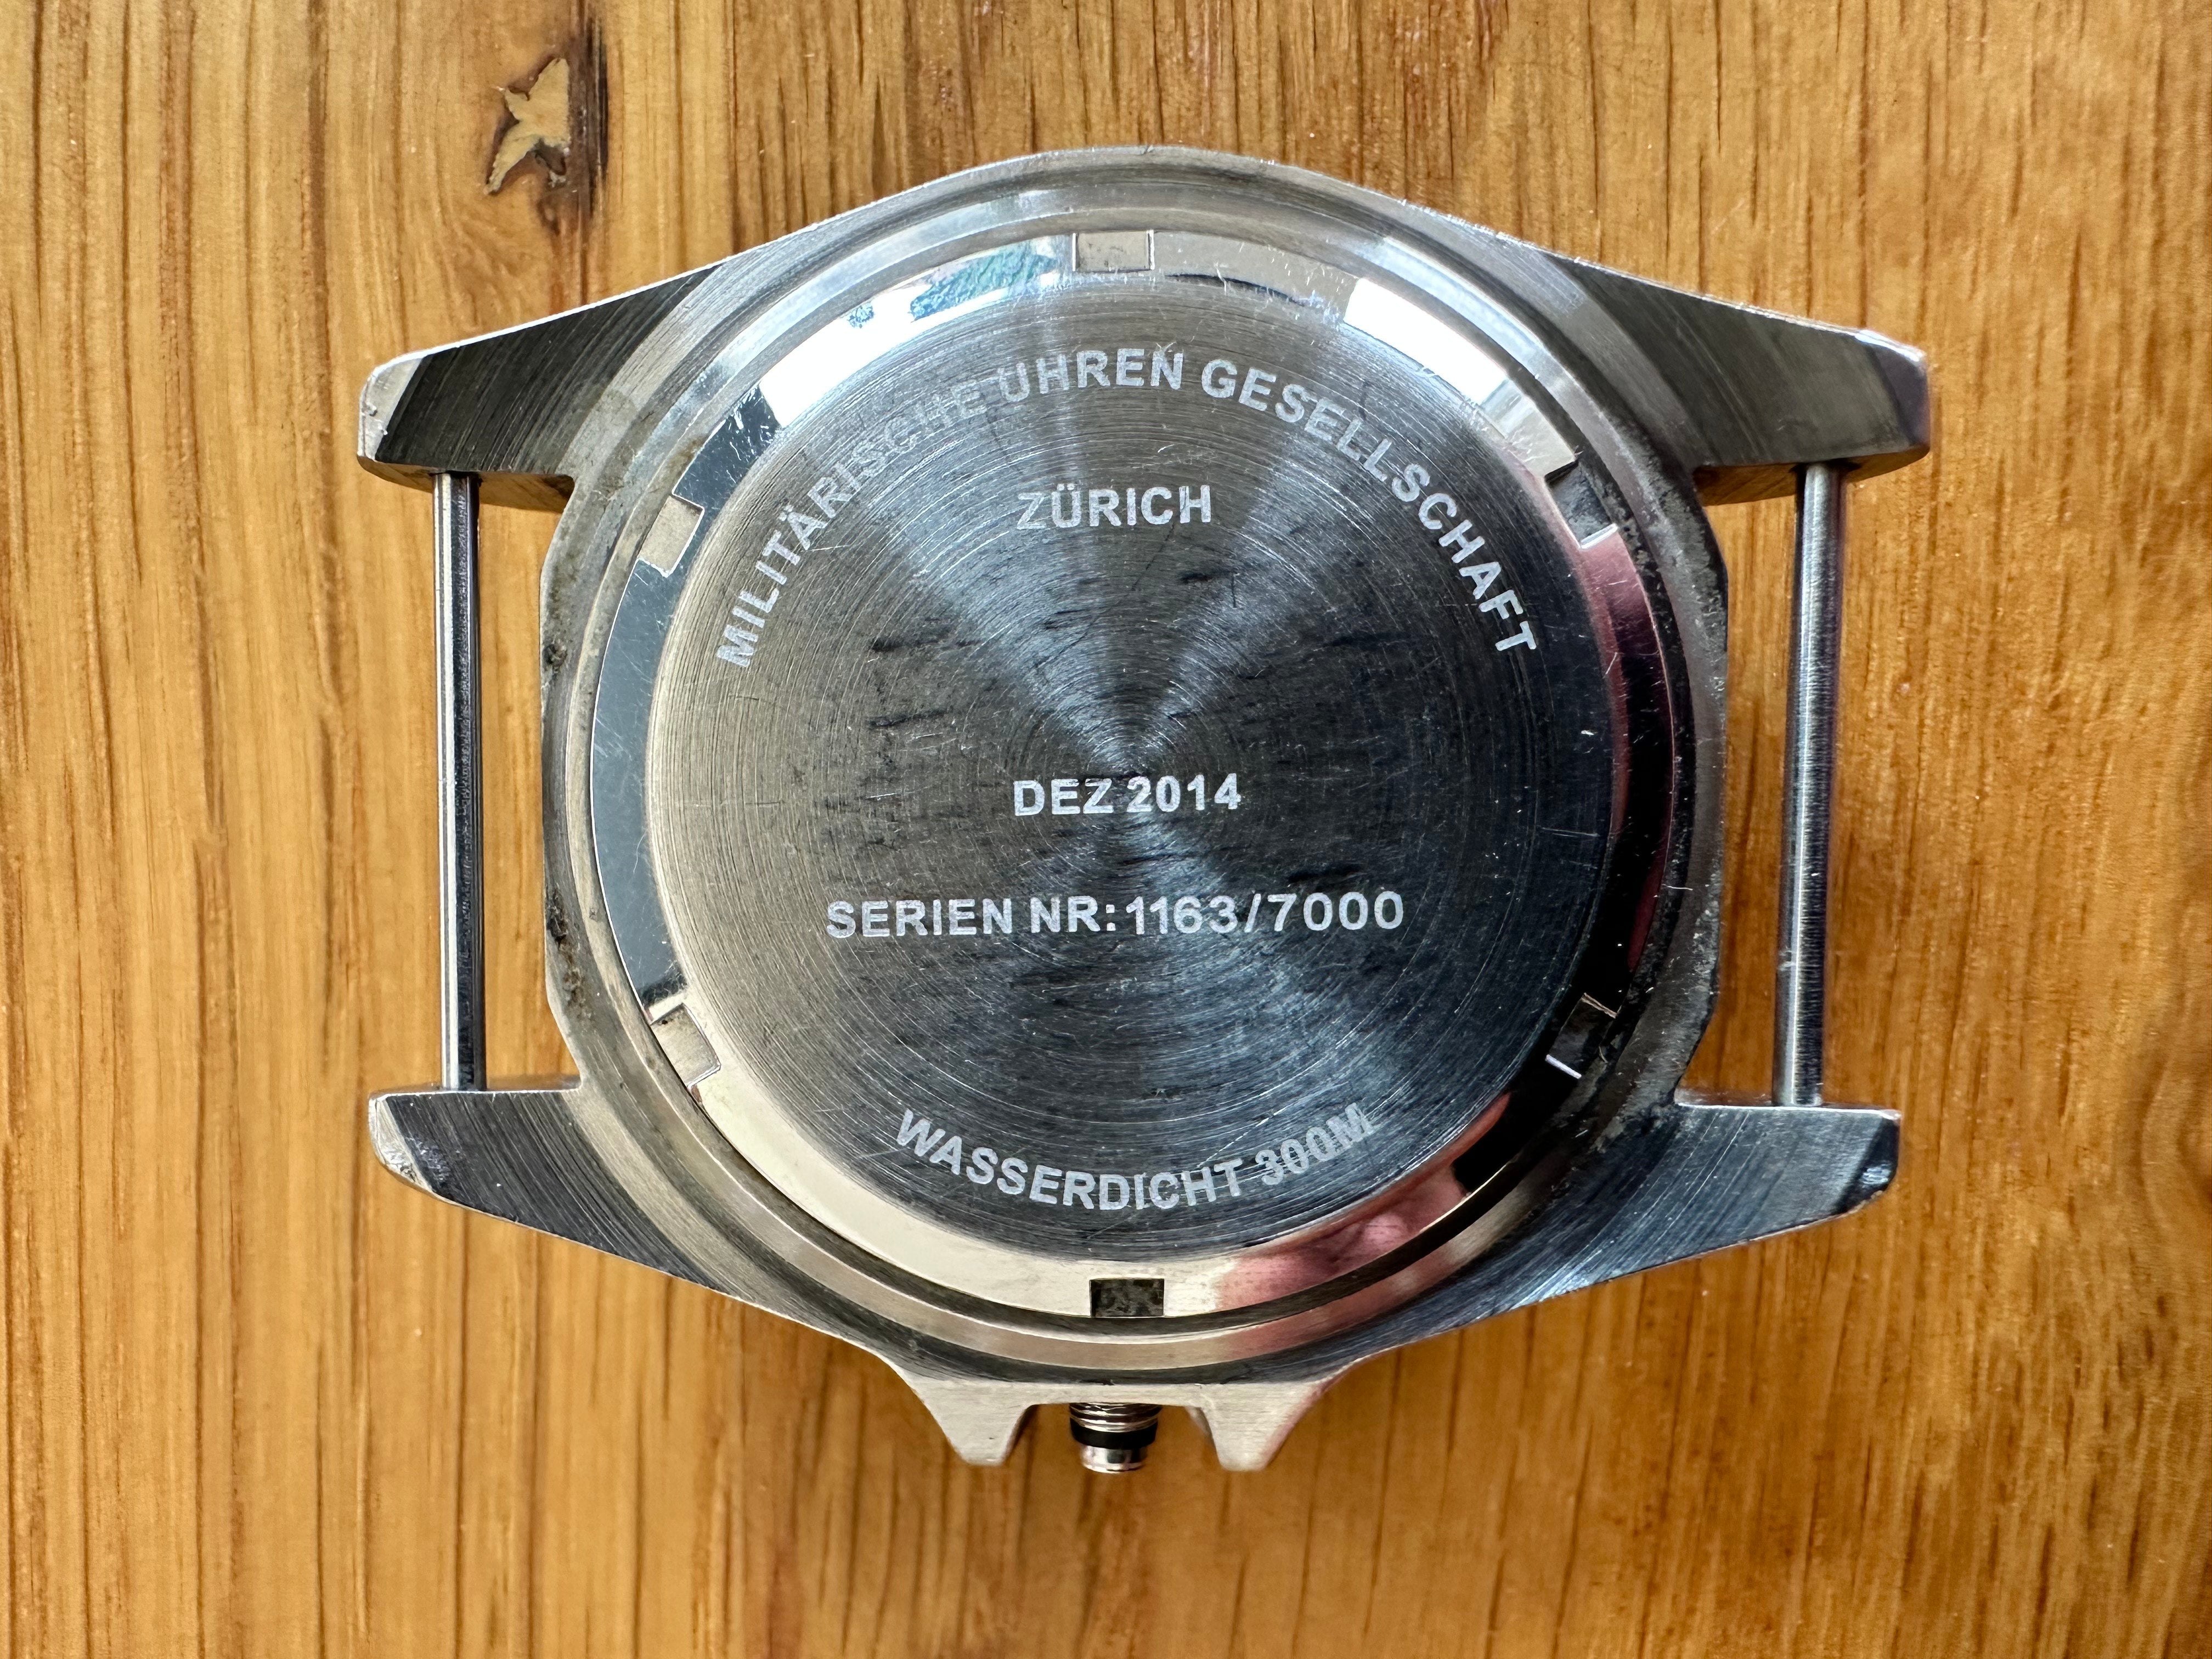 MILITÄRISCHE UHREN GESELLSCHAFT
ZÜRICH
DEZ 2014
SERIEN NR:1163/7000
WASSERDICHT 300M